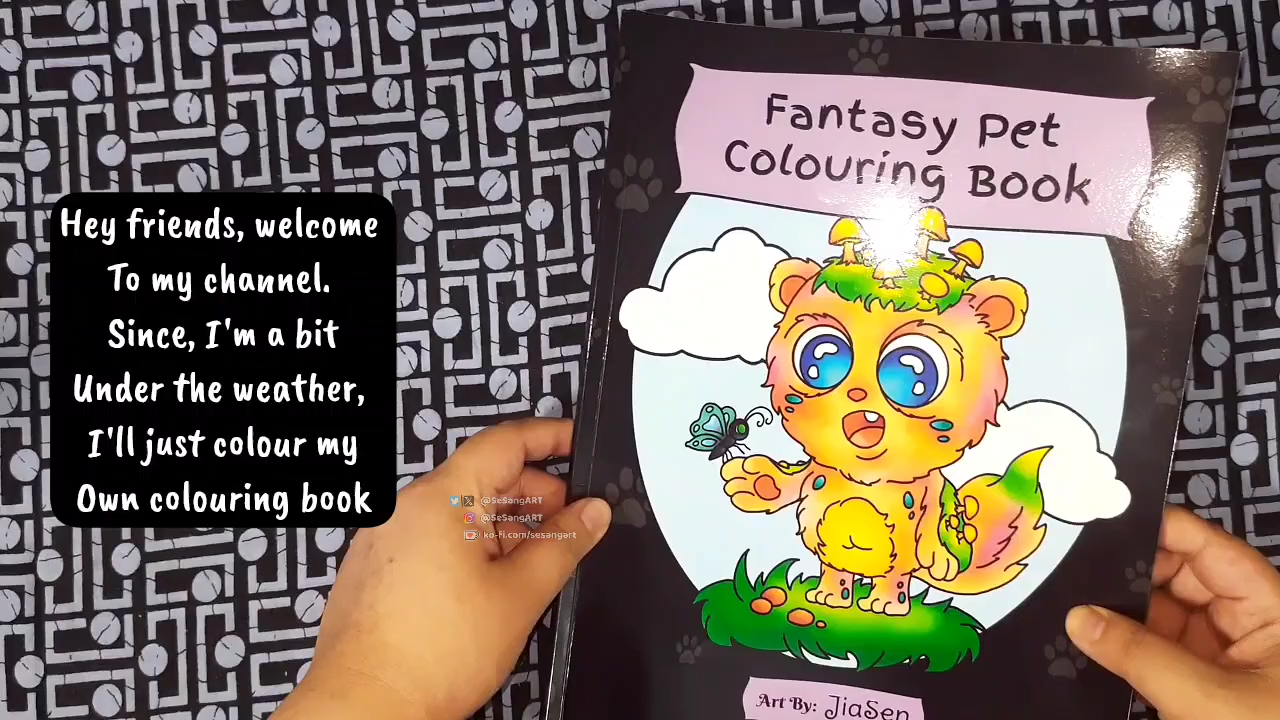 Hey friends, welcome
To my channel.
Since, I'm a bit
Under the weather,
I'll just colour my
Own colouring book
Fantasy Pet
Colouring Book
@SeSangART
@SeSangART
ko-fi.com/sesangart
Art By: JiaSen